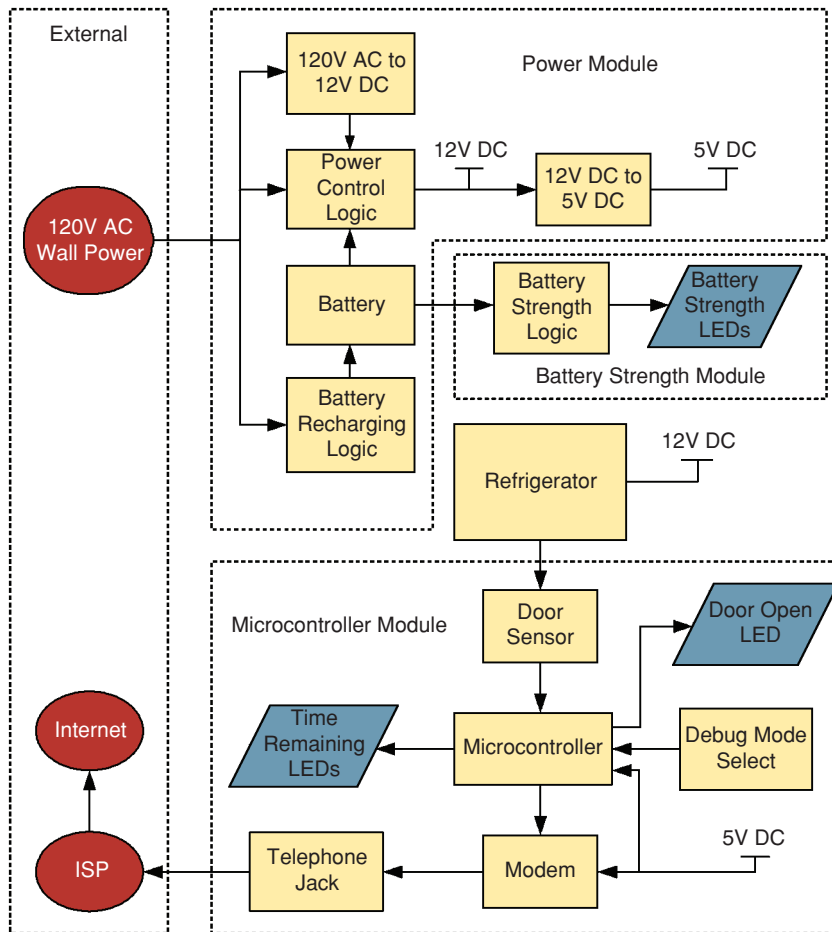 External
120V AC to
12V DC
Power Module
Power
Control
Logic
12V DC
12V DC to
5V DC
5V DC
120V AC
Wall Power
Battery
Battery
Strength
Logic
Battery
Strength
LEDs
Battery Strength Module
Battery
Recharging
Logic
Refrigerator
12V DC
Microcontroller Module
Door
Sensor
Door Open
LED
Internet
Time
Remaining
LEDs
Microcontroller
Debug Mode
Select
ISP
Telephone
Jack
Modem
5V DC